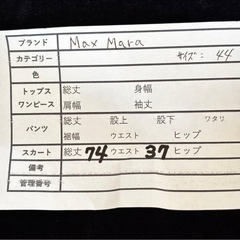 ブランド Max Mara
カテゴリー サイズ: 44
色
トップス 総丈 身幅
ワンピース 肩幅 袖丈
パンツ 総丈 股上 股下 ワタリ
裾幅 ウエスト ヒップ
スカート 総丈 74 ウエスト 37 ヒップ
備考
管理番号